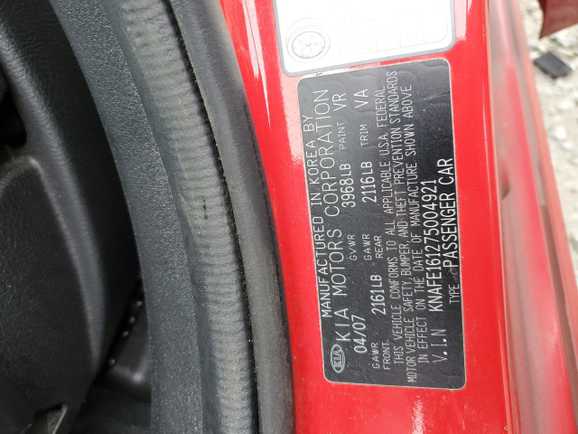 MANUFACTURED IN KOREA BY
KIA KIA MOTORS CORPORATION
04/07 GVWR 3968LB PAINT VR
GAWR FRONT 2161LB GAWR REAR 2116LB TRIM VA
THIS VEHICLE CONFORMS TO ALL APPLICABLE U.S.A. FEDERAL
MOTOR VEHICLE SAFETY, BUMPER, AND THEFT PREVENTION STANDARDS
IN EFFECT ON THE DATE OF MANUFACTURE SHOWN ABOVE
V.I.N KNAFE161275004921
TYPE PASSENGER CAR